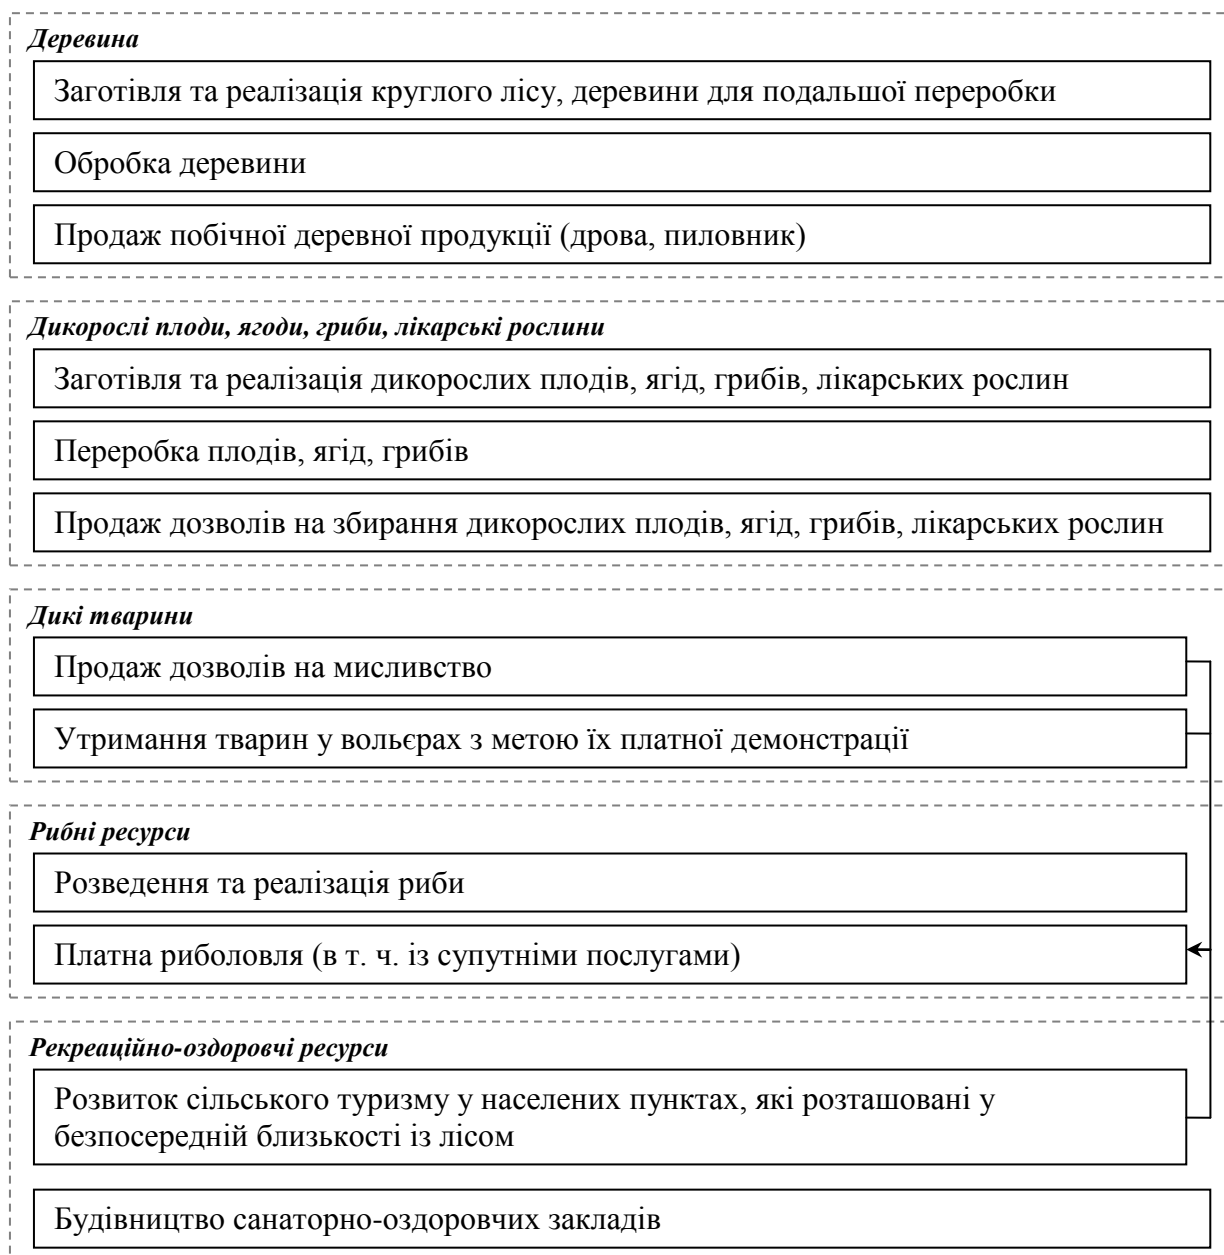 Деревина
Заготівля та реалізація круглого лісу, деревини для подальшої переробки
Обробка деревини
Продаж побічної деревної продукції (дрова, пиловник)
Дикорослі плоди, ягоди, гриби, лікарські рослини
Заготівля та реалізація дикорослих плодів, ягід, грибів, лікарських рослин
Переробка плодів, ягід, грибів
Продаж дозволів на збирання дикорослих плодів, ягід, грибів, лікарських рослин
Дикі тварини
Продаж дозволів на мисливство
Утримання тварин у вольєрах з метою їх платної демонстрації
Рибні ресурси
Розведення та реалізація риби
Платна риболовля (в т. ч. із супутніми послугами)
Рекреаційно-оздоровчі ресурси
Розвиток сільського туризму у населених пунктах, які розташовані у
безпосередній близькості із лісом
Будівництво санаторно-оздоровчих закладів